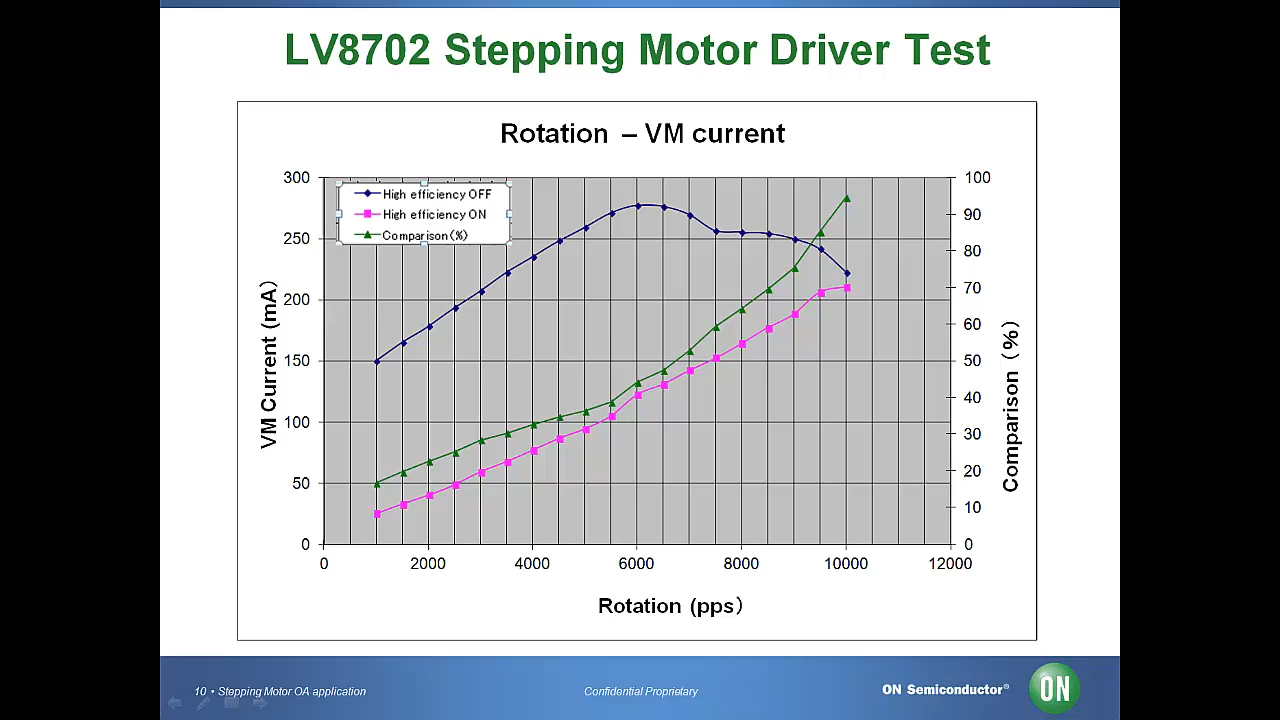 LV8702 Stepping Motor Driver Test
Rotation – VM current
High efficiency OFF
High efficiency ON
Comparison(%)
300
250
200
150
100
50
0
VM Current (mA)
100
90
80
70
60
50
40
30
20
10
0
Comparison (%)
0 2000 4000 6000 8000 10000 12000
Rotation (pps)
10 • Stepping Motor OA application
Confidential Proprietary
ON Semiconductor®
ON